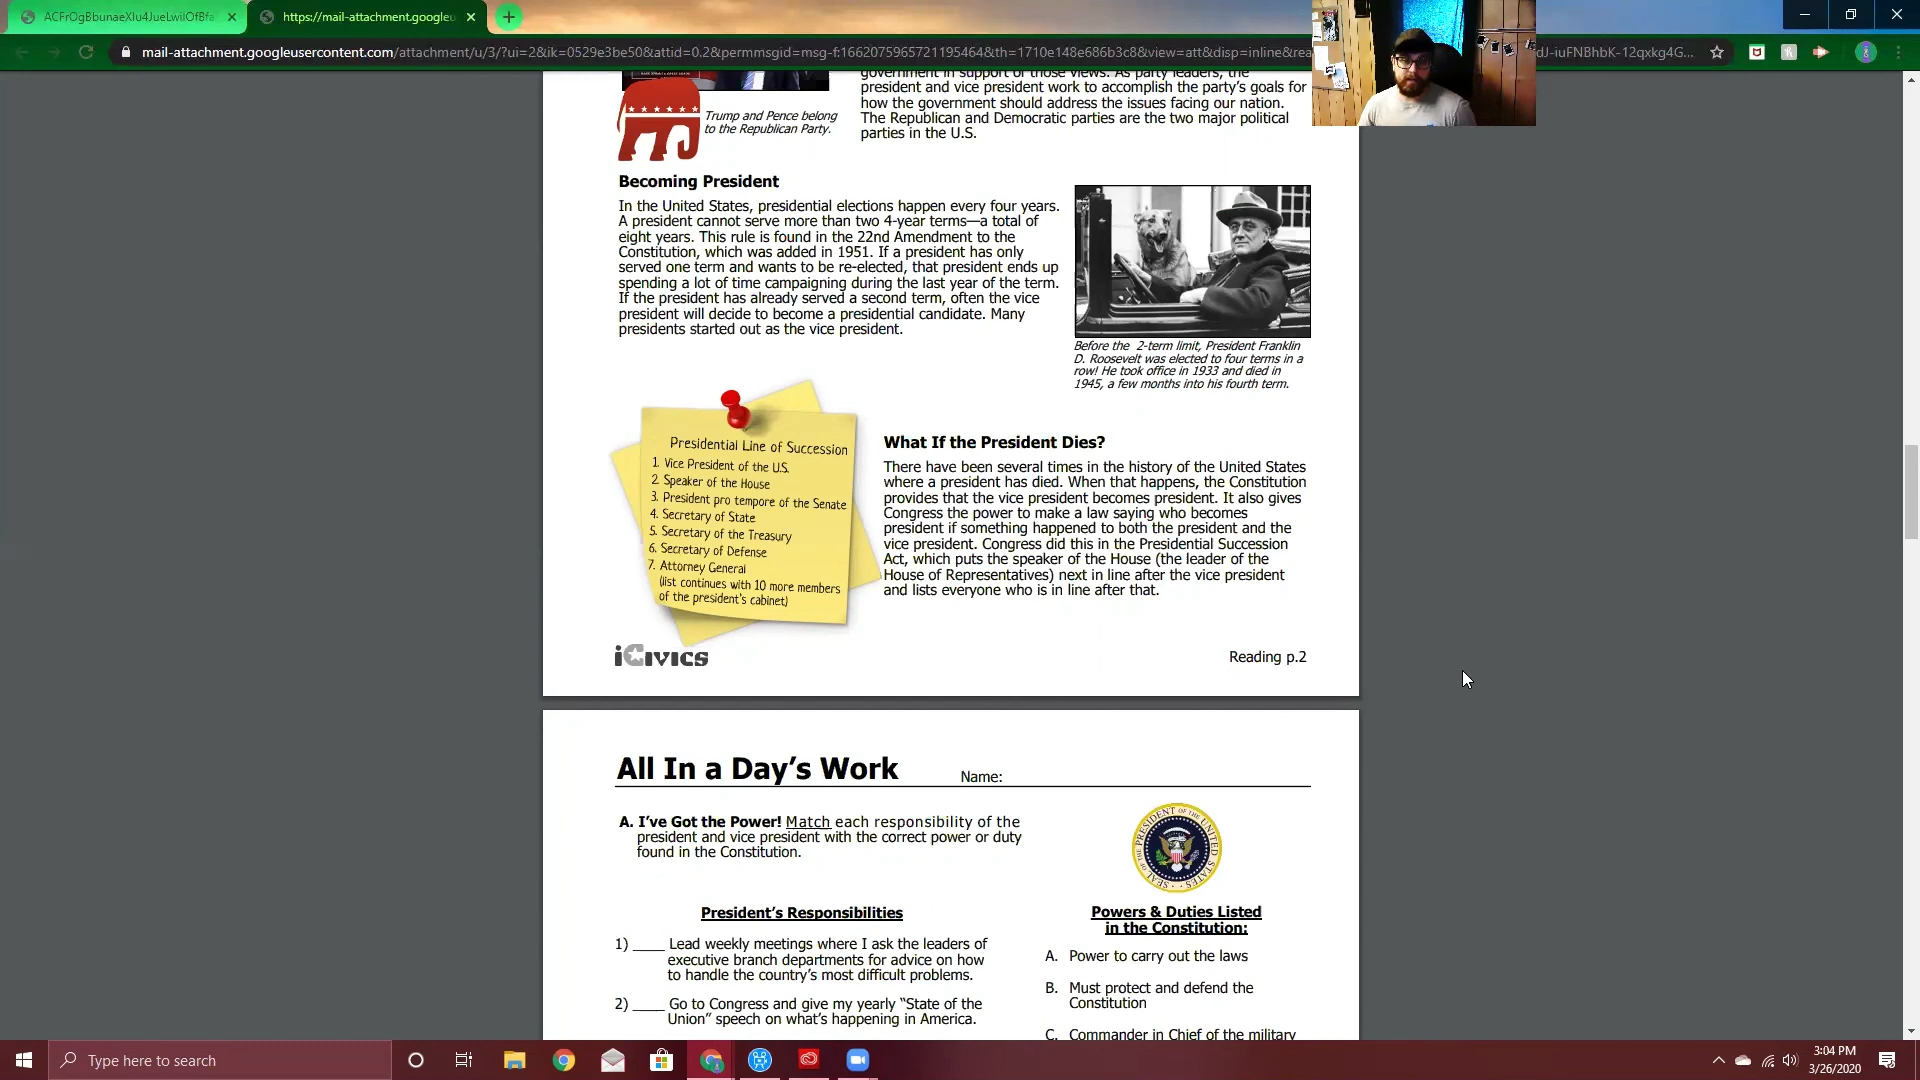 ACFrOgBbunaeXlu4JueLwilOfBfa
https://mail-attachment.googleu
mail-attachment.googleusercontent.com/attachment/u/3/?ui=2&ik=0529e3be50&attid=0.2&permmsgid=msg-f:1662075965721195464&th=1710e148e686b3c8&view=att&disp=inline&rea dJ-iuFNBhbK-12qxkg4G...
government in support of those views. As party leaders, the
president and vice president work to accomplish the party's goals for
how the government should address the issues facing our nation.
The Republican and Democratic parties are the two major political
parties in the U.S.
Trump and Pence belong
to the Republican Party.
Becoming President
In the United States, presidential elections happen every four years.
A president cannot serve more than two 4-year terms—a total of
eight years. This rule is found in the 22nd Amendment to the
Constitution, which was added in 1951. If a president has only
served one term and wants to be re-elected, that president ends up
spending a lot of time campaigning during the last year of the term.
If the president has already served a second term, often the vice
president will decide to become a presidential candidate. Many
presidents started out as the vice president.
Before the 2-term limit, President Franklin
D. Roosevelt was elected to four terms in a
row! He took office in 1933 and died in
1945, a few months into his fourth term.
Presidential Line of Succession
1. Vice President of the U.S.
2. Speaker of the House
3. President pro tempore of the Senate
4. Secretary of State
5. Secretary of the Treasury
6. Secretary of Defense
7. Attorney General
(list continues with 10 more members
of the president's cabinet)
What If the President Dies?
There have been several times in the history of the United States
where a president has died. When that happens, the Constitution
provides that the vice president becomes president. It also gives
Congress the power to make a law saying who becomes
president if something happened to both the president and the
vice president. Congress did this in the Presidential Succession
Act, which puts the speaker of the House (the leader of the
House of Representatives) next in line after the vice president
and lists everyone who is in line after that.
iCivics
Reading p.2
All In a Day's Work
Name:
A. I've Got the Power! Match each responsibility of the
president and vice president with the correct power or duty
found in the Constitution.
SEAL OF THE PRESIDENT OF THE UNITED STATES
President's Responsibilities
1) ____ Lead weekly meetings where I ask the leaders of
executive branch departments for advice on how
to handle the country's most difficult problems.
2) ____ Go to Congress and give my yearly "State of the
Union" speech on what's happening in America.
Powers & Duties Listed
in the Constitution:
A. Power to carry out the laws
B. Must protect and defend the
Constitution
C. Commander in Chief of the military
Type here to search
3:04 PM
3/26/2020